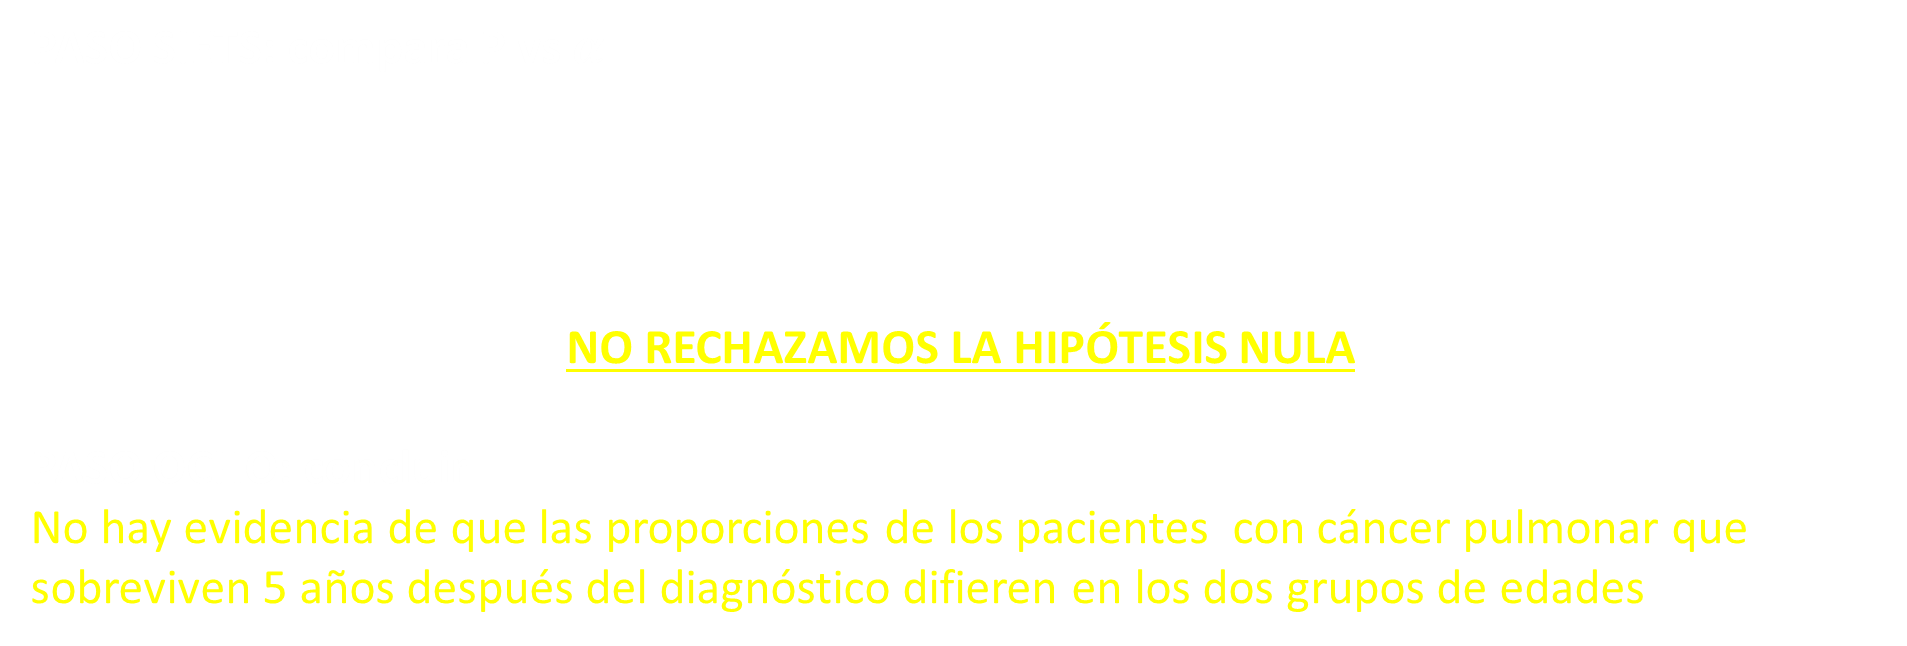 NO RECHAZAMOS LA HIPÓTESIS NULA
No hay evidencia de que las proporciones de los pacientes  con cáncer pulmonar que
sobreviven 5 años después del diagnóstico difieren en los dos grupos de edades